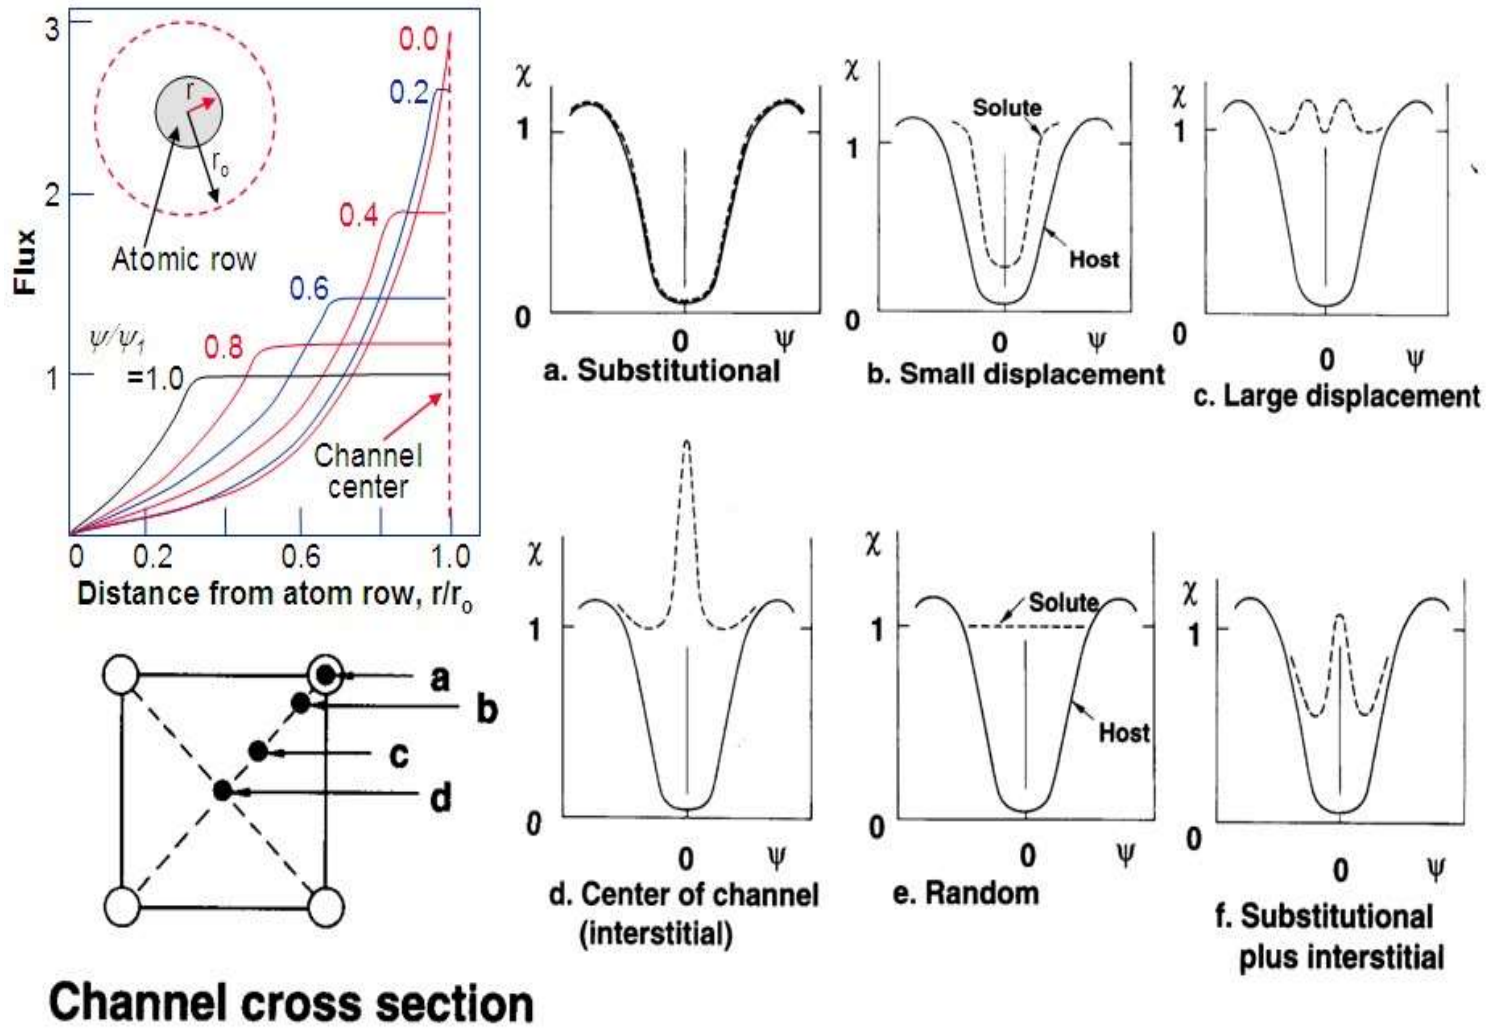 3
2
1
Flux
0.0
0.2
0.4
0.6
0.8
ψ/ψ₁
=1.0
r
r₀
Atomic row
Channel
center
0 0.2 0.6 1.0
Distance from atom row, r/r₀
χ
1
0
0 ψ
a. Substitutional
χ
1
0
Solute
Host
0 ψ
b. Small displacement
χ
1
0
0 ψ
c. Large displacement
χ
1
0
0 ψ
d. Center of channel
(interstitial)
χ
1
0
Solute
Host
0 ψ
e. Random
χ
1
0
0 ψ
f. Substitutional
plus interstitial
a
b
c
d
Channel cross section